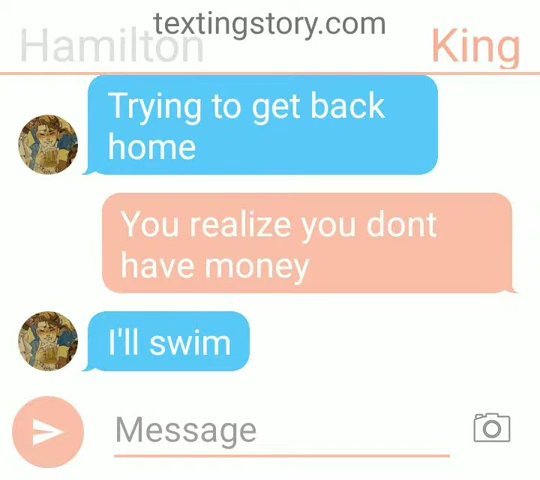 textingstory.com
Hamilton
King
Trying to get back
home
You realize you dont
have money
I'll swim
Message